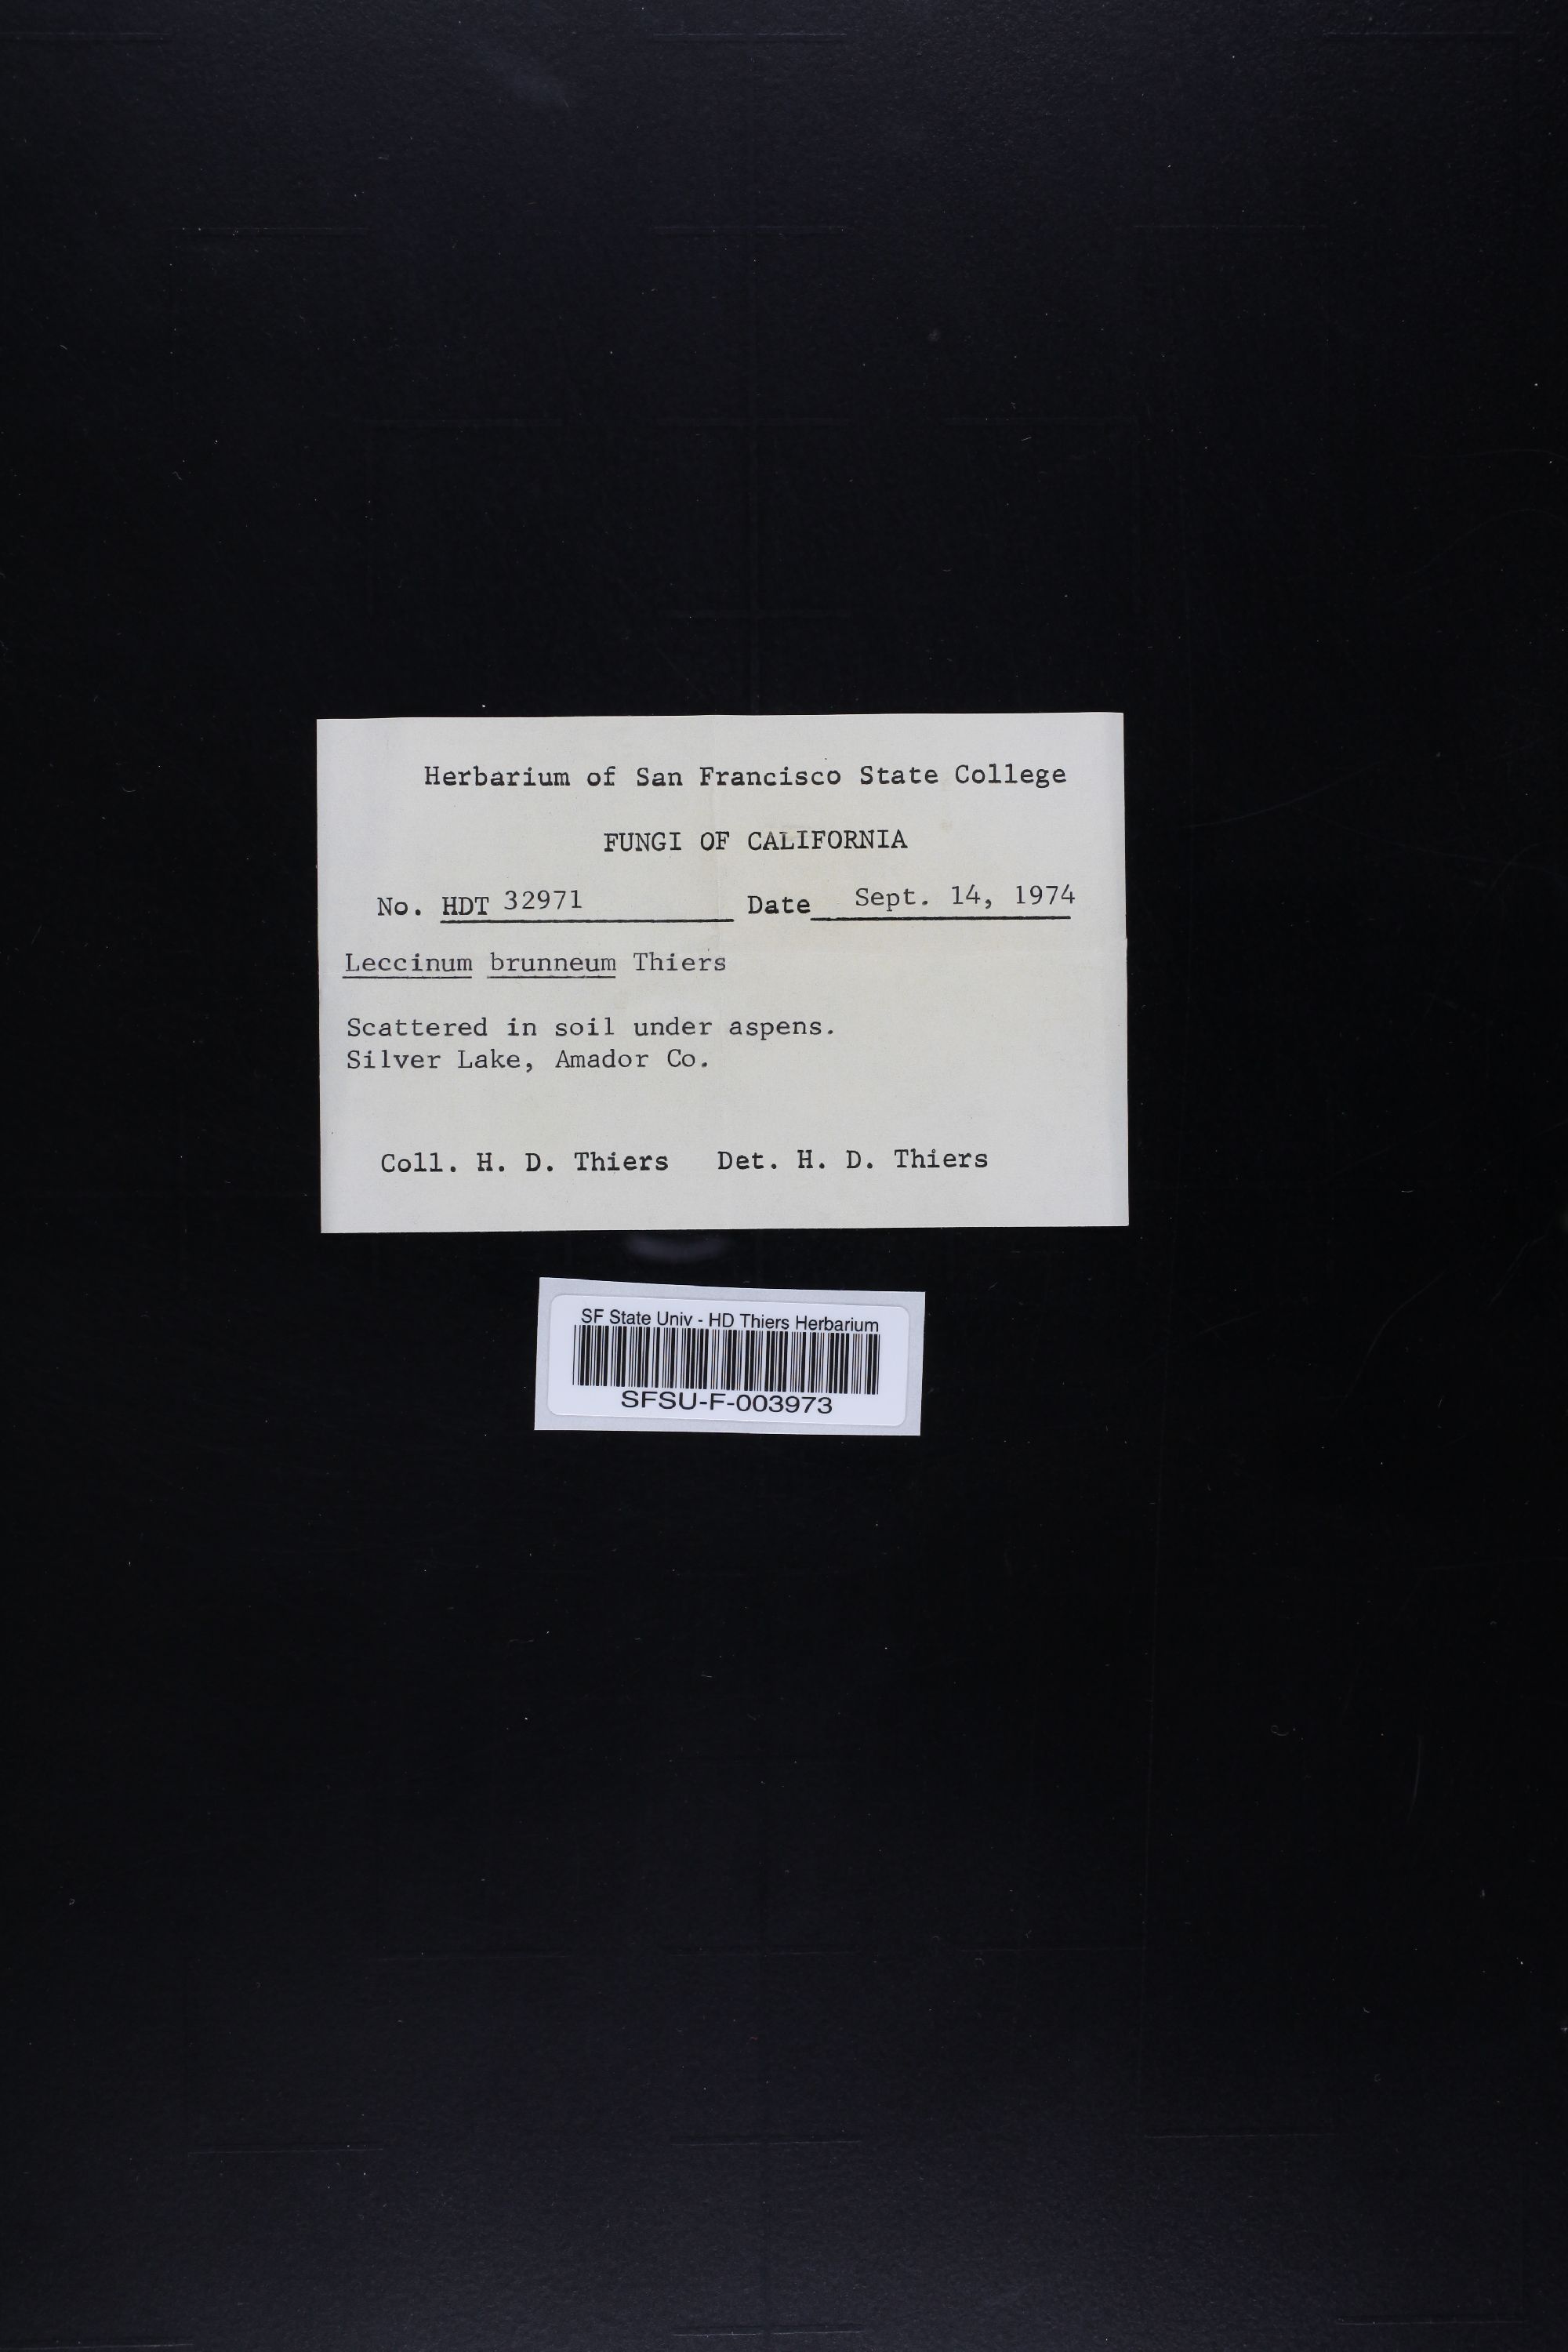 Herbarium of San Francisco State College
FUNGI OF CALIFORNIA
No. HDT 32971 Date Sept. 14, 1974
Leccinum brunneum Thiers
Scattered in soil under aspens.
Silver Lake, Amador Co.
Coll. H. D. Thiers Det. H. D. Thiers
SF State Univ - HD Thiers Herbarium
SFSU-F-003973